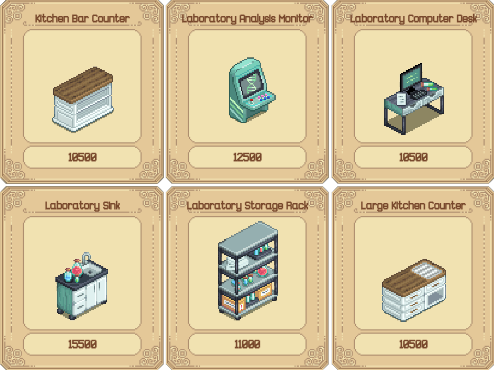 Kitchen Bar Counter
10500
Laboratory Analysis Monitor
12500
Laboratory Computer Desk
10500
Laboratory Sink
15500
Laboratory Storage Rack
11000
Large Kitchen Counter
10500